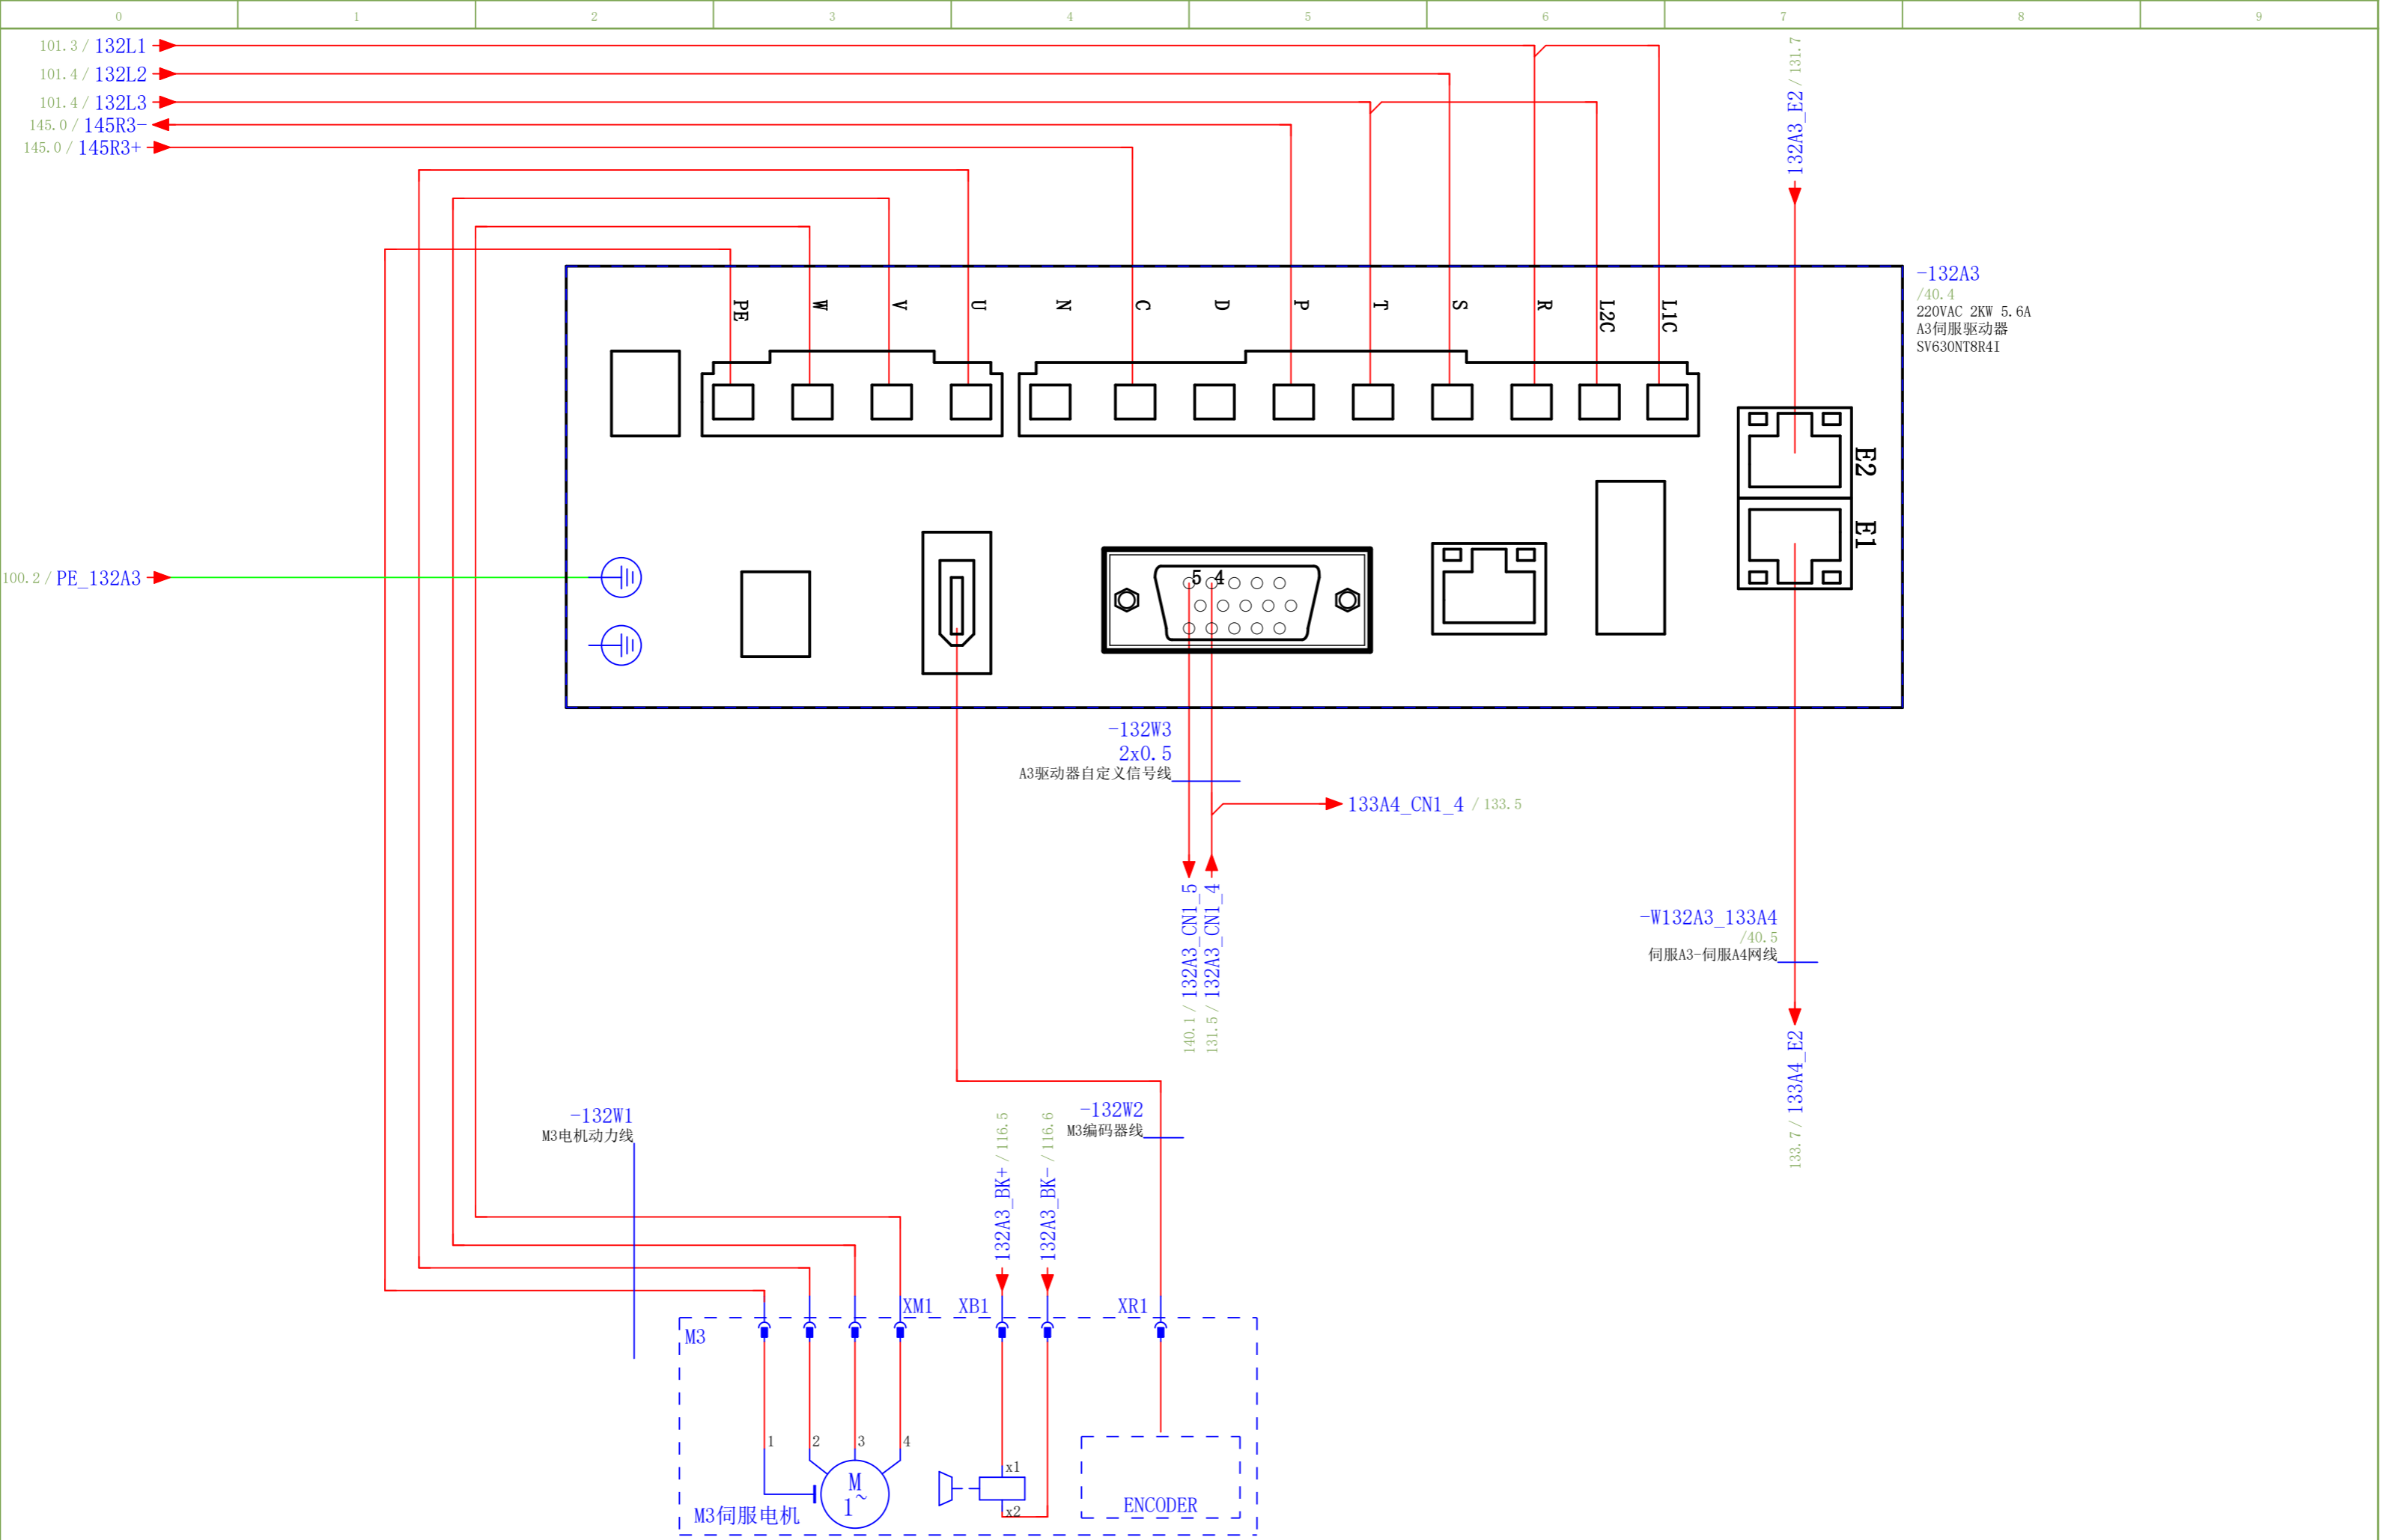 0 1 2 3 4 5 6 7 8 9
101.3 / 132L1
101.4 / 132L2
101.4 / 132L3
145.0 / 145R3-
145.0 / 145R3+
132A3_E2 / 131.7
-132A3
/40.4
220VAC 2KW 5.6A
A3伺服驱动器
SV630NT8R4I
PE W V U N C D P T S R L2C L1C
E2
E1
100.2 / PE_132A3
5 4
-132W3
2x0.5
A3驱动器自定义信号线
133A4_CN1_4 / 133.5
140.1 / 132A3_CN1_5
131.5 / 132A3_CN1_4
-W132A3_133A4
/40.5
伺服A3-伺服A4网线
133.7 / 133A4_E2
-132W1
M3电机动力线
132A3_BK+ / 116.5
132A3_BK- / 116.6
-132W2
M3编码器线
XM1 XB1 XR1
M3
1 2 3 4
M
1~
x1
x2
ENCODER
M3伺服电机